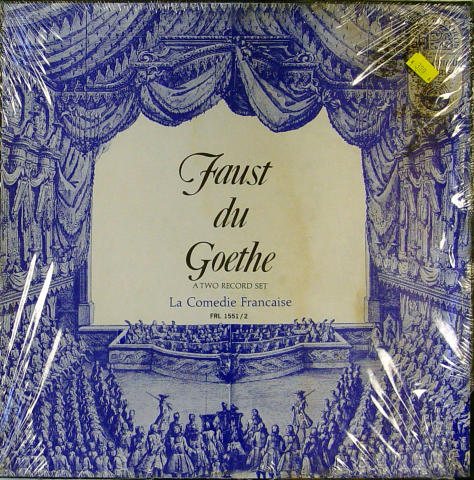 Faust
du
Goethe
A TWO RECORD SET
La Comedie Francaise
FRL 1551/2